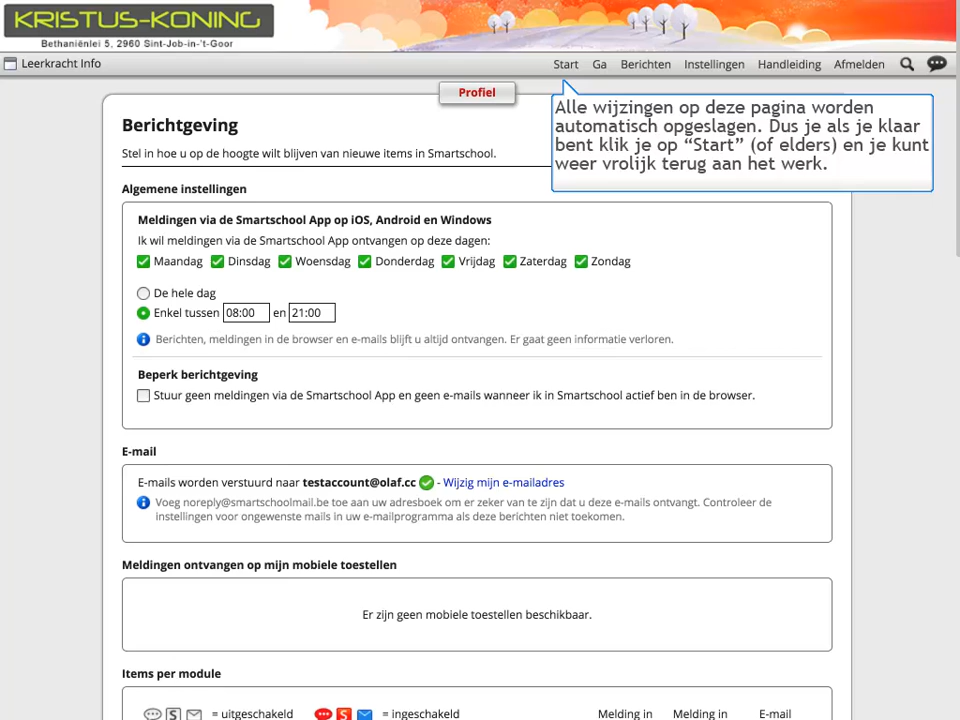 KRISTUS-KONING
Bethaniënlei 5, 2960 Sint-Job-in-'t-Goor
Leerkracht Info
Start Ga Berichten Instellingen Handleiding Afmelden
Profiel
Alle wijzingen op deze pagina worden
automatisch opgeslagen. Dus je als je klaar
bent klik je op “Start” (of elders) en je kunt
weer vrolijk terug aan het werk.
Berichtgeving
Stel in hoe u op de hoogte wilt blijven van nieuwe items in Smartschool.
Algemene instellingen
Meldingen via de Smartschool App op iOS, Android en Windows
Ik wil meldingen via de Smartschool App ontvangen op deze dagen:
Maandag Dinsdag Woensdag Donderdag Vrijdag Zaterdag Zondag
De hele dag
Enkel tussen 08:00 en 21:00
Berichten, meldingen in de browser en e-mails blijft u altijd ontvangen. Er gaat geen informatie verloren.
Beperk berichtgeving
Stuur geen meldingen via de Smartschool App en geen e-mails wanneer ik in Smartschool actief ben in de browser.
E-mail
E-mails worden verstuurd naar testaccount@olaf.cc - Wijzig mijn e-mailadres
Voeg noreply@smartschoolmail.be toe aan uw adresboek om er zeker van te zijn dat u deze e-mails ontvangt. Controleer de
instellingen voor ongewenste mails in uw e-mailprogramma als deze berichten niet toekomen.
Meldingen ontvangen op mijn mobiele toestellen
Er zijn geen mobiele toestellen beschikbaar.
Items per module
S = uitgeschakeld S = ingeschakeld Melding in Melding in E-mail